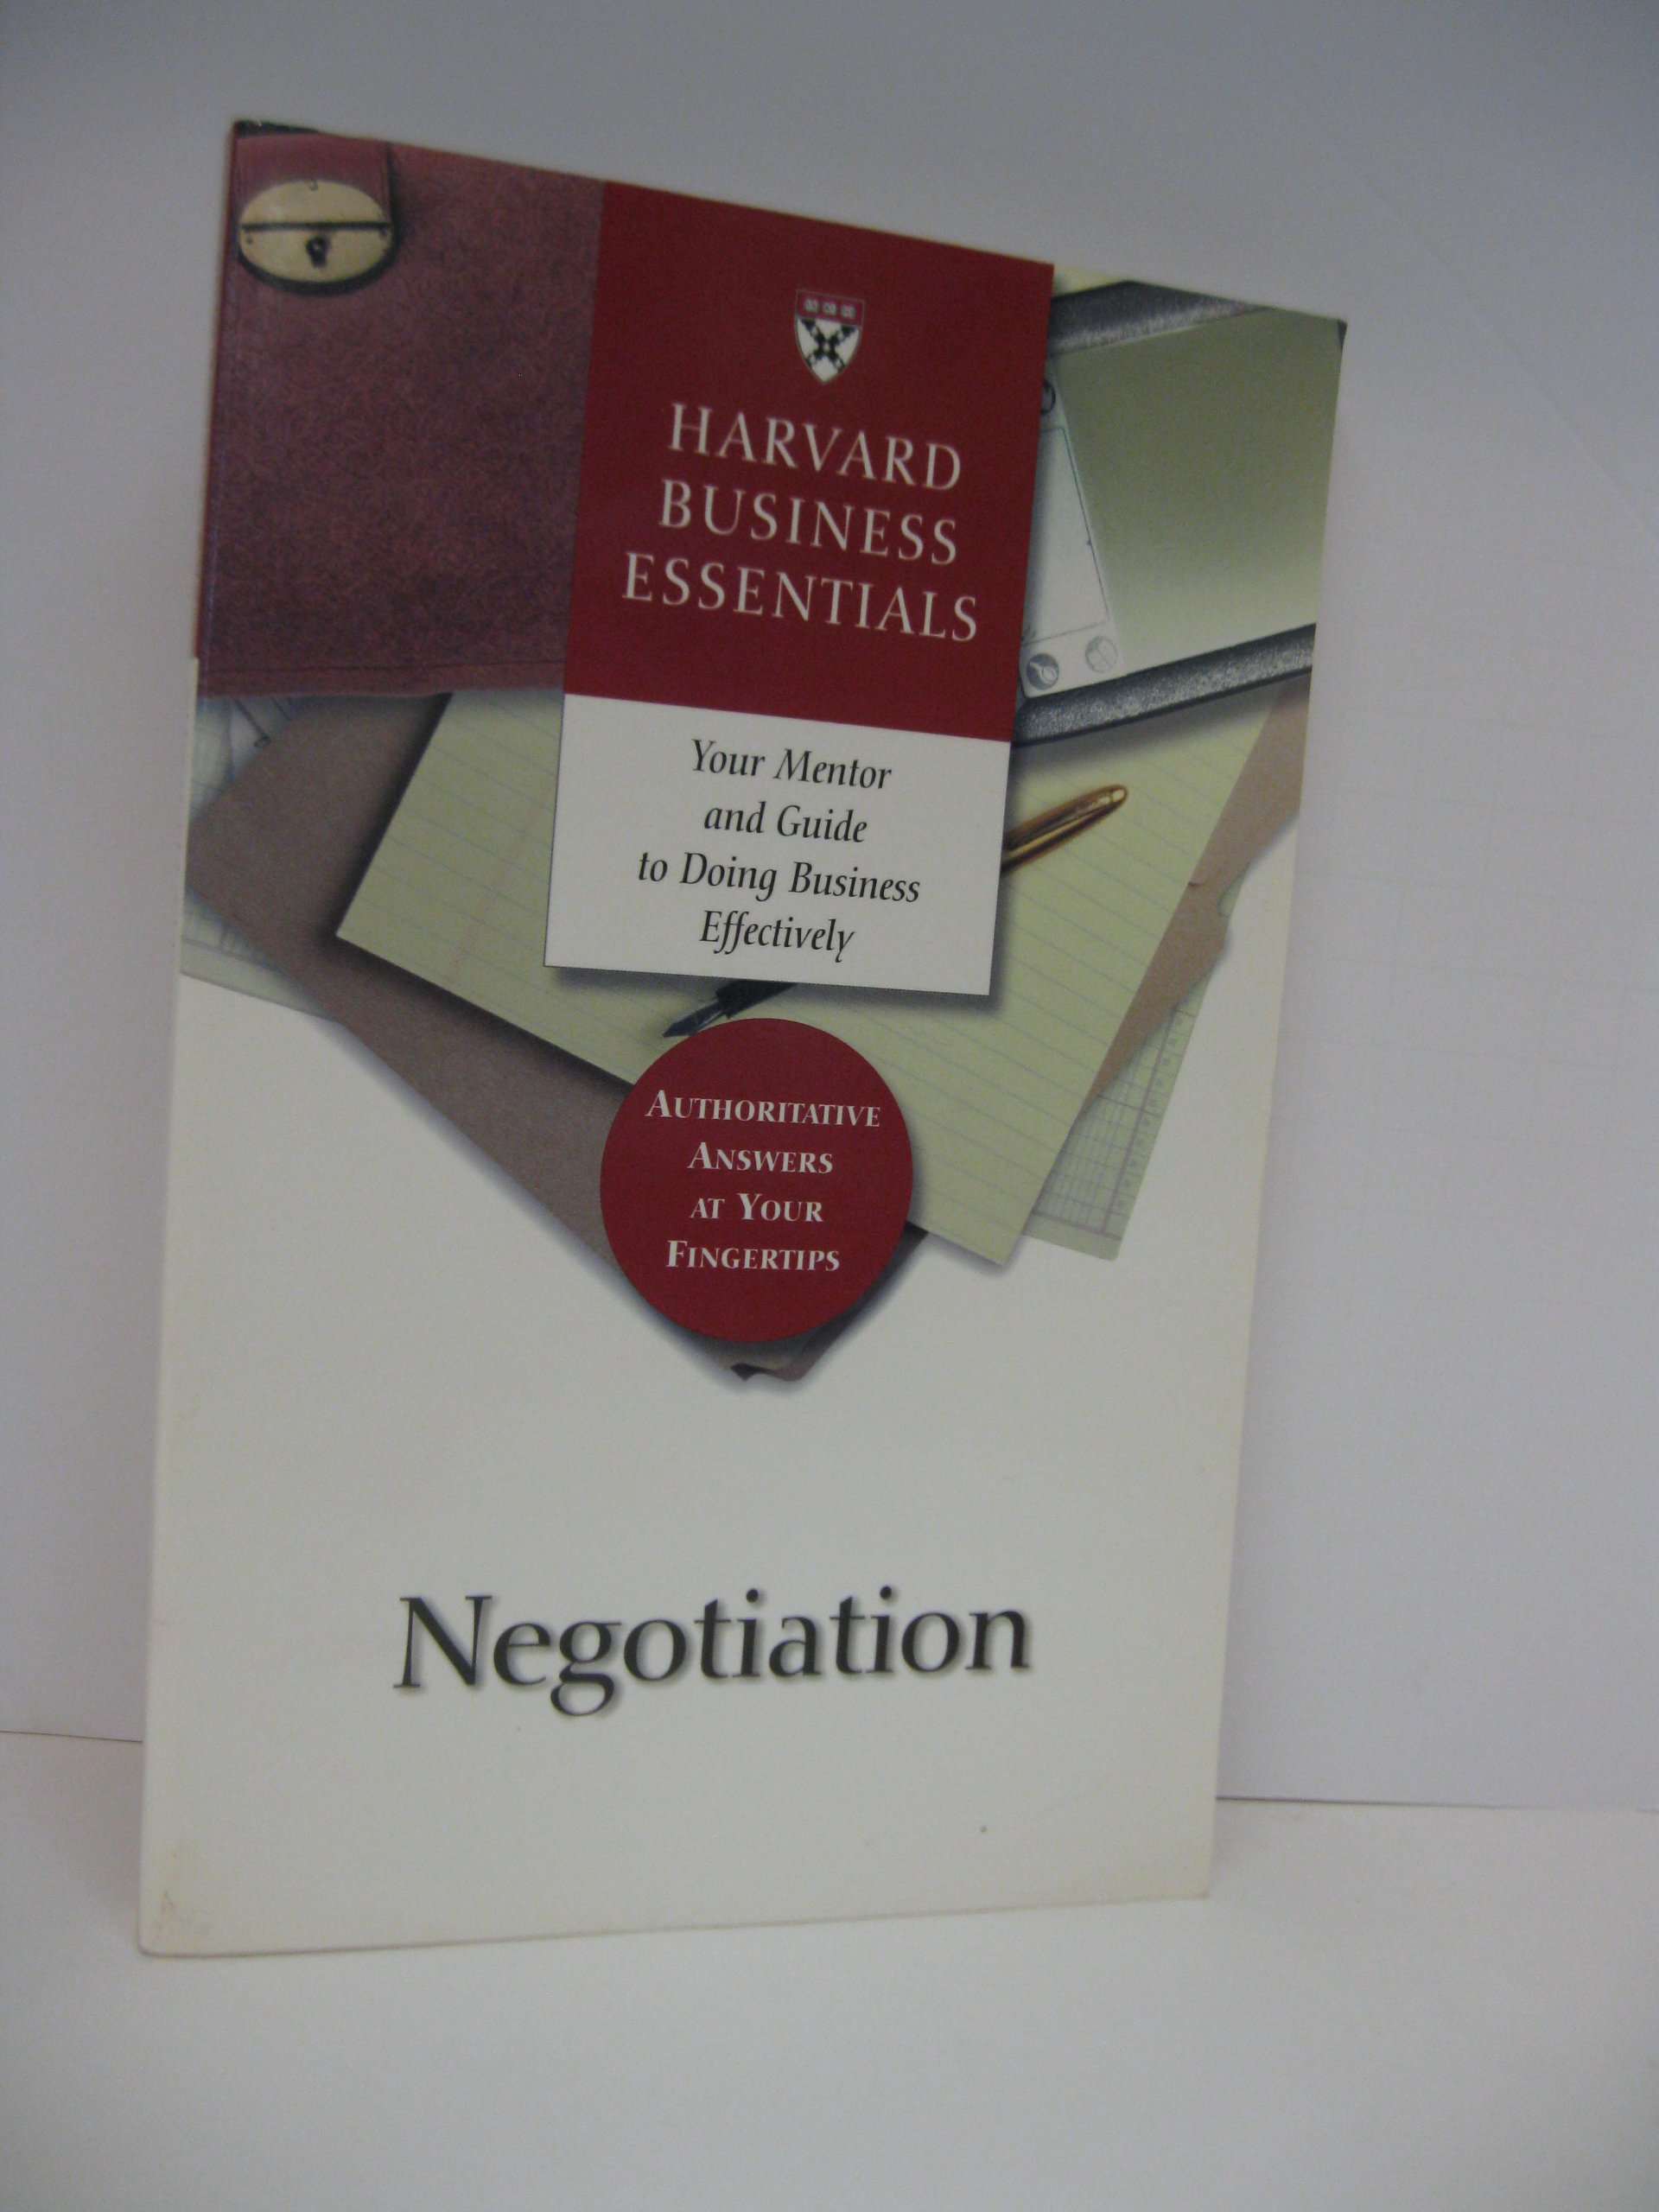 HARVARD
BUSINESS
ESSENTIALS
Your Mentor
and Guide
to Doing Business
Effectively
AUTHORITATIVE
ANSWERS
AT YOUR
FINGERTIPS
Negotiation